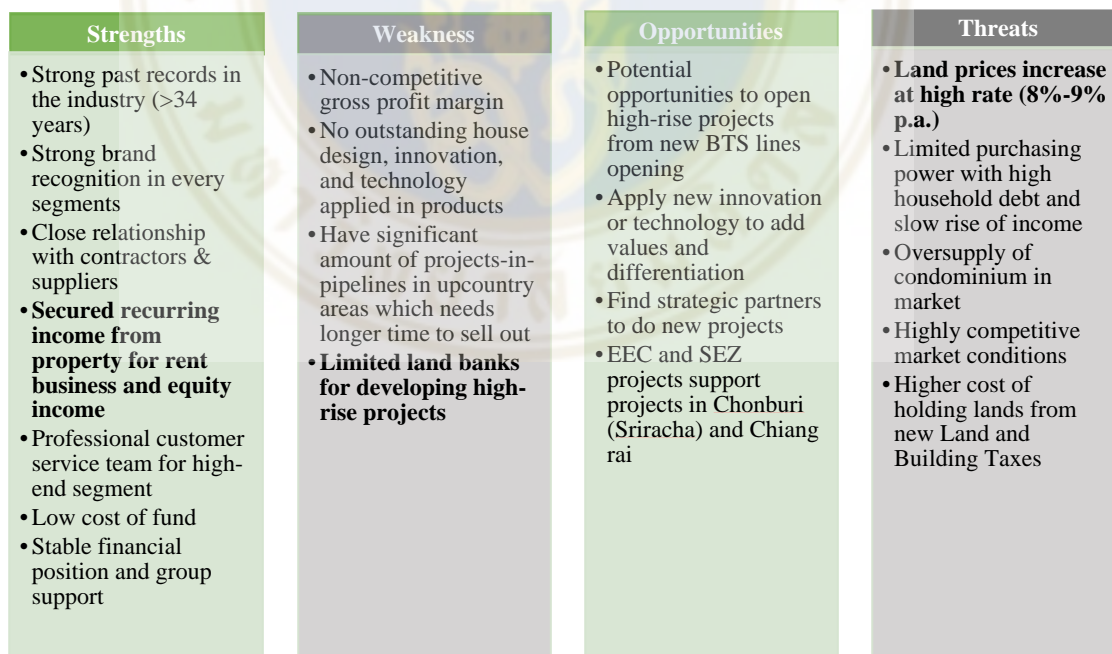 Strengths
• Strong past records in
the industry (>34
years)
• Strong brand
recognition in every
segments
• Close relationship
with contractors &
suppliers
• Secured recurring
income from
property for rent
business and equity
income
• Professional customer
service team for high-
end segment
• Low cost of fund
• Stable financial
position and group
support
Weakness
• Non-competitive
gross profit margin
• No outstanding house
design, innovation,
and technology
applied in products
• Have significant
amount of projects-in-
pipelines in upcountry
areas which needs
longer time to sell out
• Limited land banks
for developing high-
rise projects
Opportunities
• Potential
opportunities to open
high-rise projects
from new BTS lines
opening
• Apply new innovation
or technology to add
values and
differentiation
• Find strategic partners
to do new projects
• EEC and SEZ
projects support
projects in Chonburi
(Sriracha) and Chiang
rai
Threats
• Land prices increase
at high rate (8%-9%
p.a.)
• Limited purchasing
power with high
household debt and
slow rise of income
• Oversupply of
condominium in
market
• Highly competitive
market conditions
• Higher cost of
holding lands from
new Land and
Building Taxes